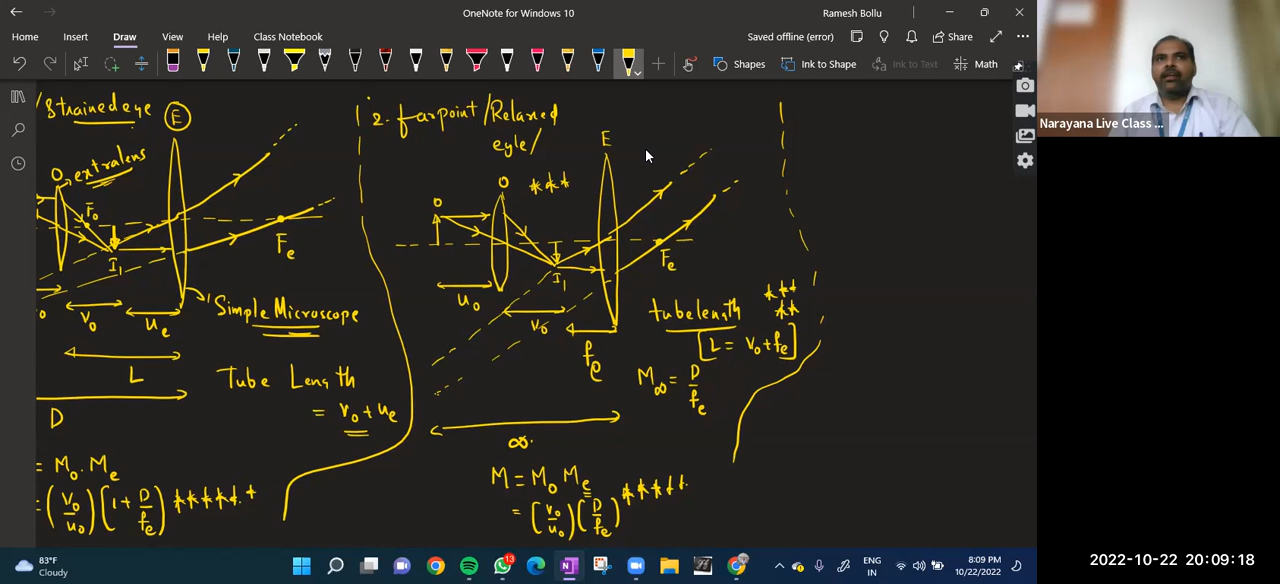 OneNote for Windows 10
Ramesh Bollu
Home Insert Draw View Help Class Notebook
Saved offline (error)
Share
Shapes
Ink to Shape
Ink to Text
Math
/Strained eye
E
O extralens
Fo
I1
Fe
vo
ue
Simple Microscope
L
Tube Length
= vo + ue
D
= Mo. Me
= (vo/uo) (1 + D/fe) ******
2. farpoint/Relaxed
eyle/
E
O
***
o
I1
Fe
uo
vo
fe
tubelength *****
[L = vo + fe]
M∞ = D/fe
∞
M = Mo Me
= (vo/uo) (D/fe) *****
Narayana Live Class ...
83°F
Cloudy
13
ENG
IN
8:09 PM
10/22/2022
2022-10-22 20:09:18